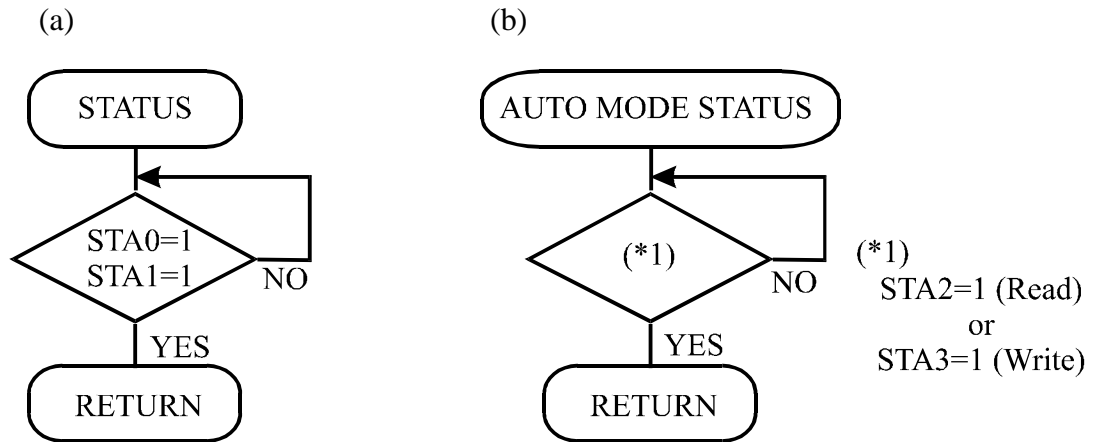 (a)
STATUS
STA0=1
STA1=1
NO
YES
RETURN
(b)
AUTO MODE STATUS
(*1)
NO
YES
RETURN
(*1)
STA2=1 (Read)
or
STA3=1 (Write)